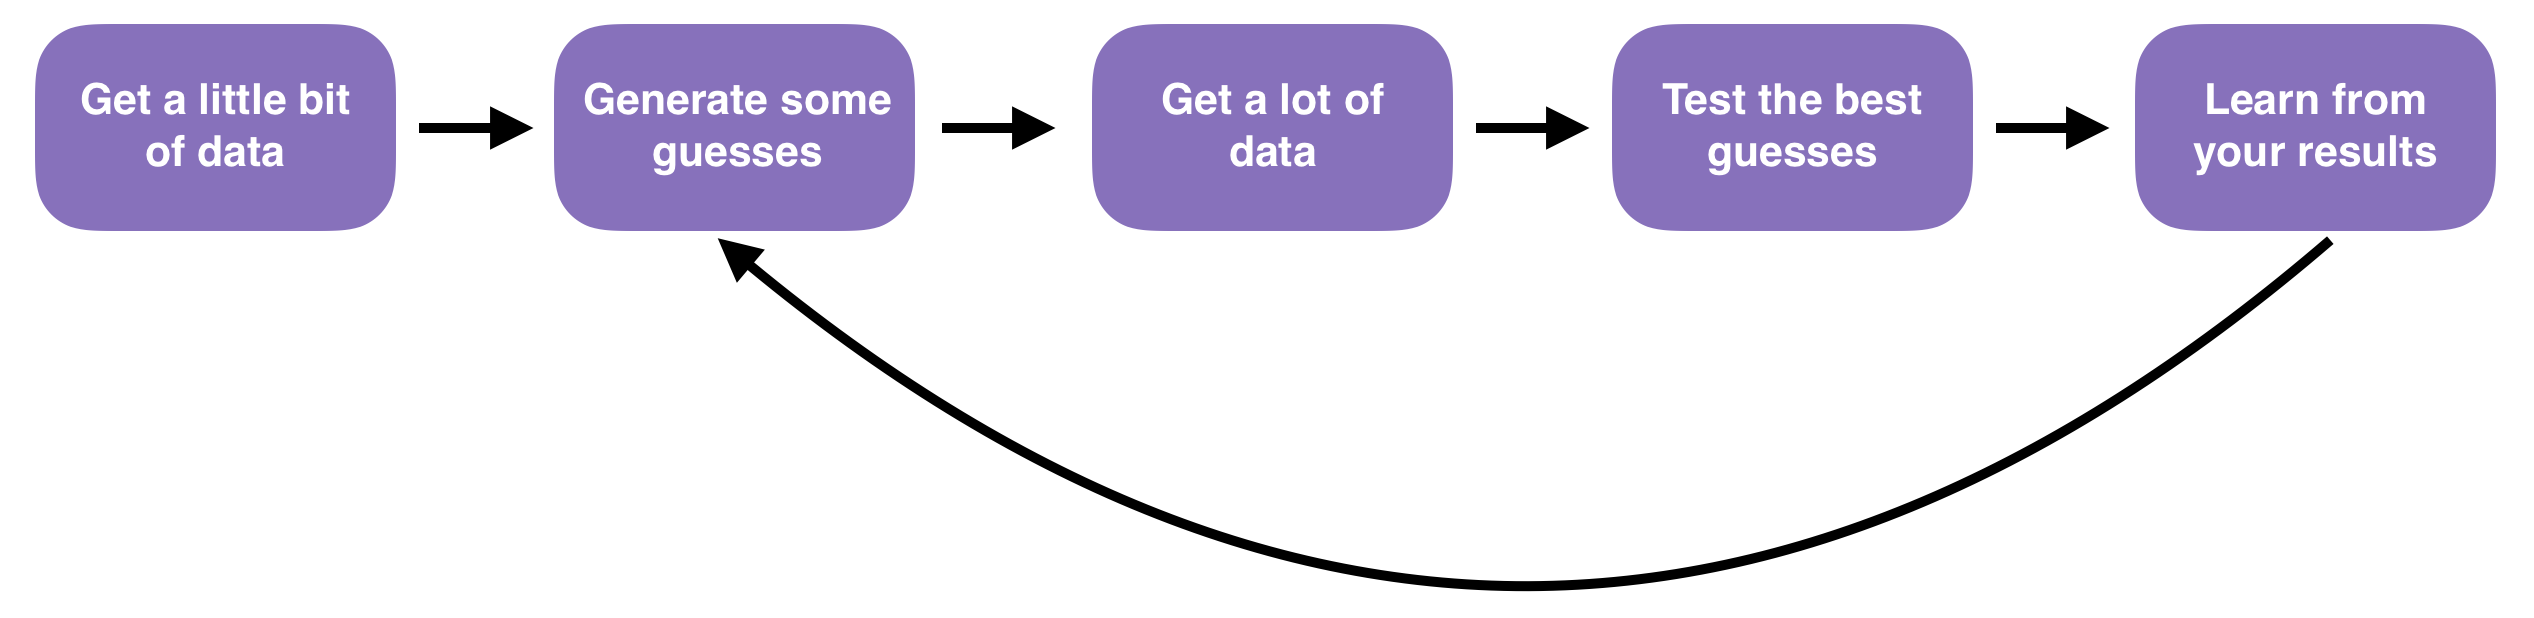 Get a little bit
of data
Generate some
guesses
Get a lot of
data
Test the best
guesses
Learn from
your results